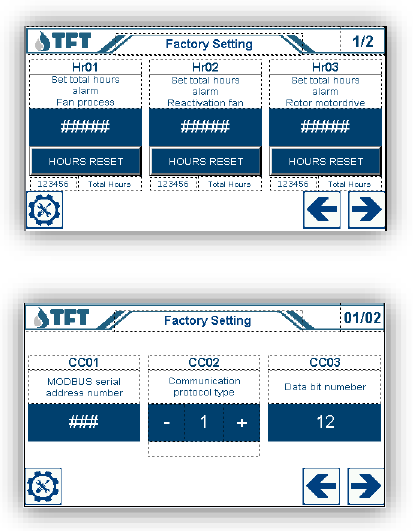 TFT Factory Setting 1/2
Hr01 Hr02 Hr03
Set total hours Set total hours Set total hours
alarm alarm alarm
Fan process Reactivation fan Rotor motordrive
##### ##### #####
HOURS RESET HOURS RESET HOURS RESET
123456 Total Hours 123456 Total Hours 123456 Total Hours
TFT Factory Setting 01/02
CC01 CC02 CC03
MODBUS serial Communication Data bit numeber
address number protocol type
### - 1 + 12